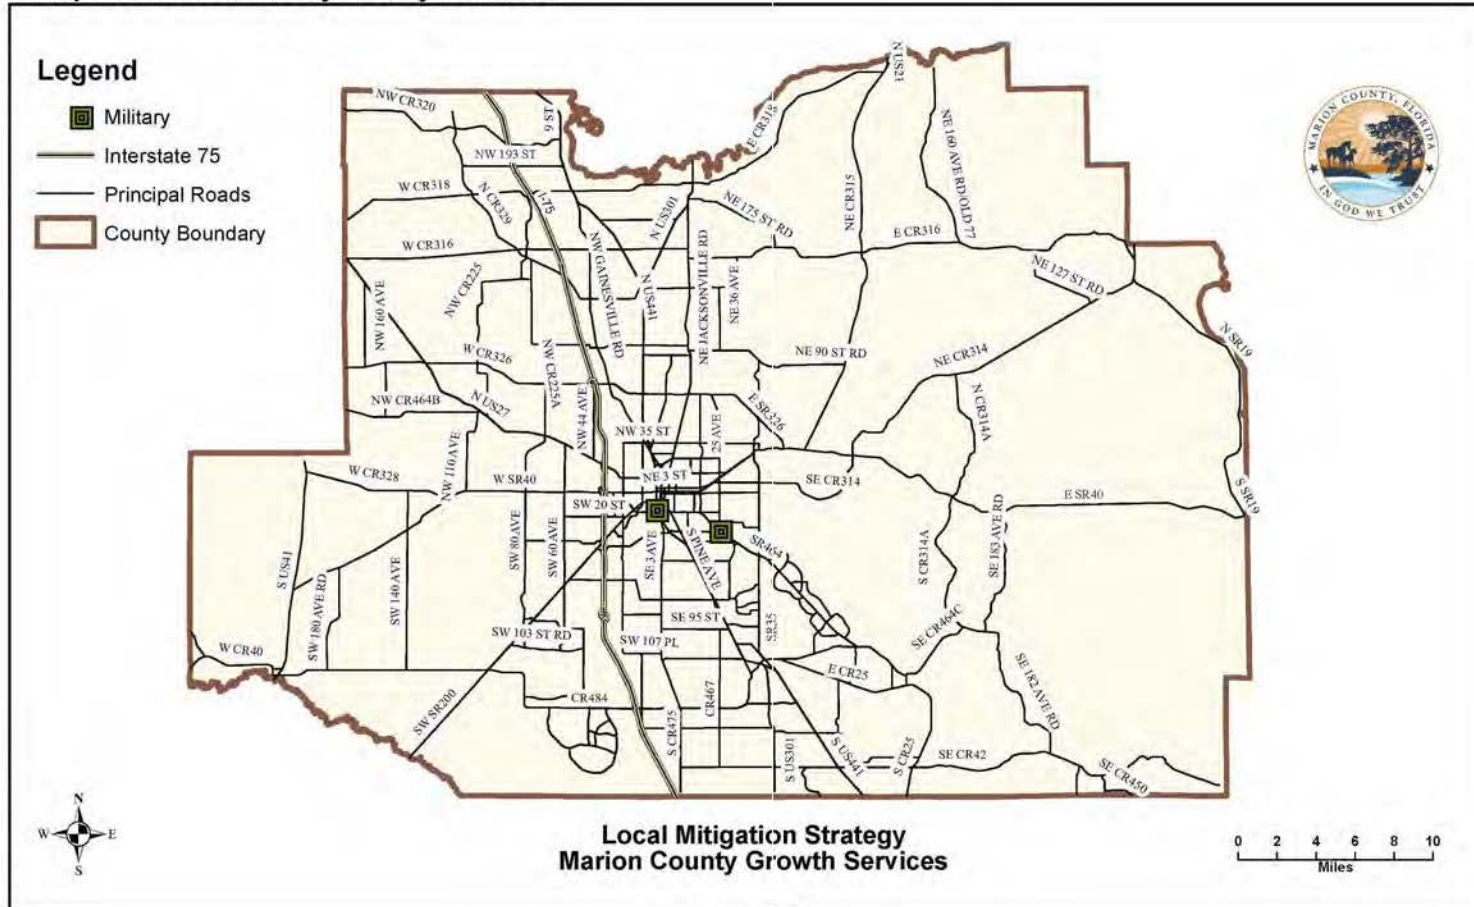 Legend
Military
Interstate 75
Principal Roads
County Boundary
MARION COUNTY, FLORIDA
IN GOD WE TRUST
NW CR320
9 ST
NW 193 ST
E CR318
N US21
NE 160 AVE RD/OLD 77
W CR318
N CR329
I-75
N US301
NE 175 ST RD
NE CR315
E CR316
W CR316
NW GAINESVILLE RD
NE JACKSONVILLE RD
NE 127 ST RD
NW CR225
N US441
NE 36 AVE
NW 160 AVE
N SR19
W CR326
NW CR225A
NE 90 ST RD
NE CR314
NW CR464B
N US27
NW 44 AVE
E SR326
N CR314A
NW 35 ST
25 AVE
NW 110 AVE
W CR328
W SR40
NE 3 ST
SE CR314
E SR40
S SR19
SW 20 ST
SE 183 AVE RD
S US41
SW 80 AVE
SW 60 AVE
SE 3 AVE
S PINE AVE
SR464
S CR314A
SW 180 AVE RD
SW 140 AVE
SE 95 ST
SR35
SE CR464C
SW 103 ST RD
SW 107 PL
W CR40
E CR25
SE 182 AVE RD
SW SR200
CR484
CR467
S CR475
S US301
S US441
S CR25
SE CR42
SE CR450
N
W
E
S
Local Mitigation Strategy
Marion County Growth Services
0 2 4 6 8 10
Miles